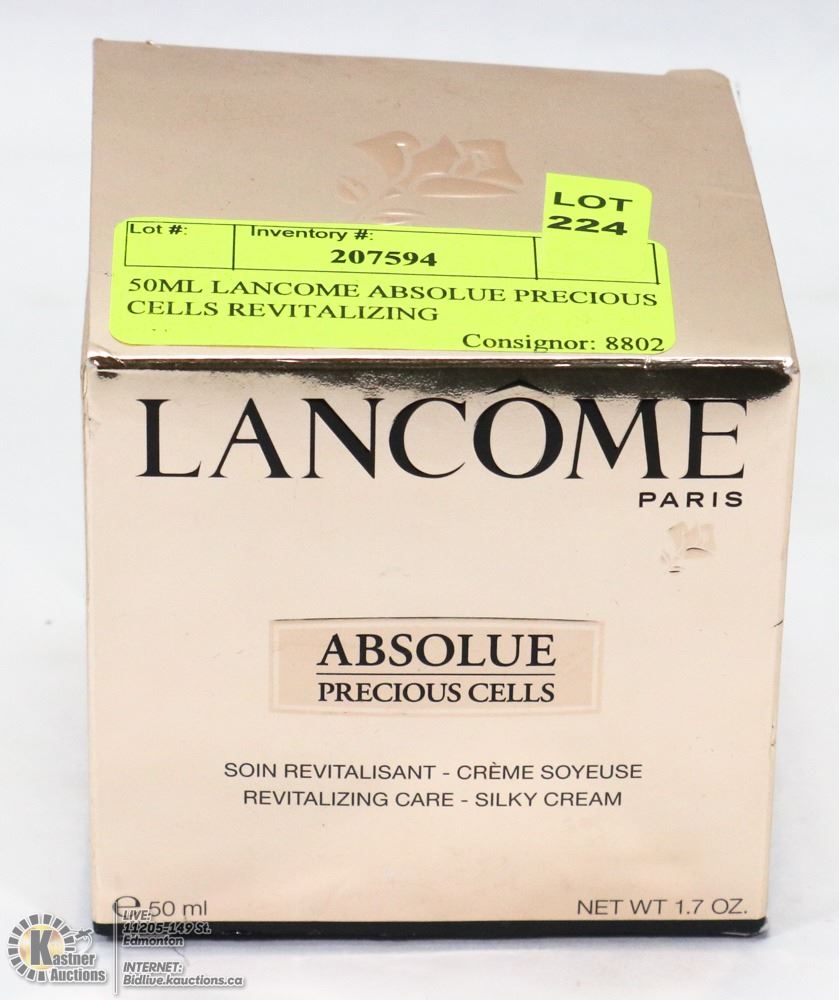 LOT
224
Lot #:
Inventory #:
207594
50ML LANCOME ABSOLUE PRECIOUS
CELLS REVITALIZING
Consignor: 8802
LANCÔME
PARIS
ABSOLUE
PRECIOUS CELLS
SOIN REVITALISANT - CRÈME SOYEUSE
REVITALIZING CARE - SILKY CREAM
℮ 50 ml
NET WT 1.7 OZ.
Kastner
Auctions
LIVE:
11205-149 St.
Edmonton
INTERNET:
Bidlive.kauctions.ca